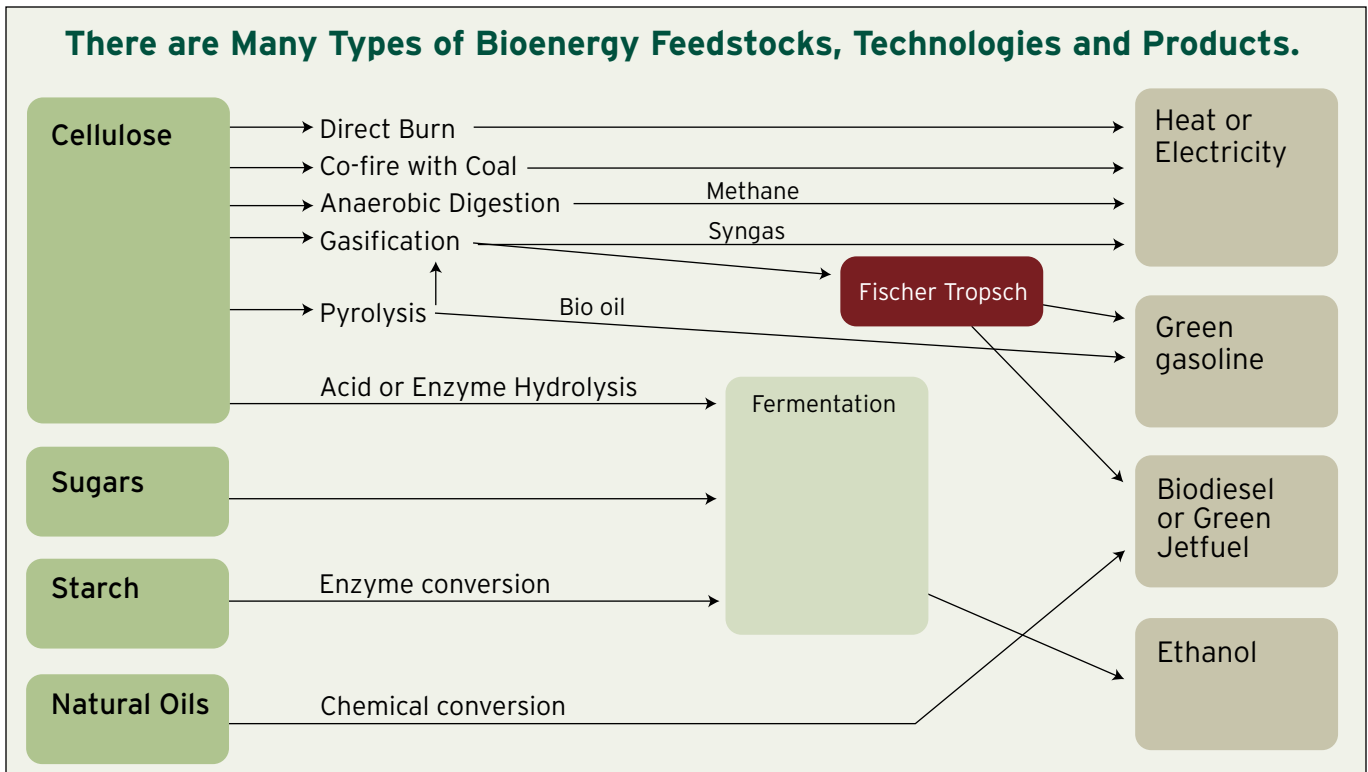 There are Many Types of Bioenergy Feedstocks, Technologies and Products.
Cellulose
Direct Burn
Co-fire with Coal
Anaerobic Digestion
Methane
Gasification
Syngas
Pyrolysis
Bio oil
Fischer Tropsch
Acid or Enzyme Hydrolysis
Fermentation
Sugars
Starch
Enzyme conversion
Natural Oils
Chemical conversion
Heat or
Electricity
Green
gasoline
Biodiesel
or Green
Jetfuel
Ethanol